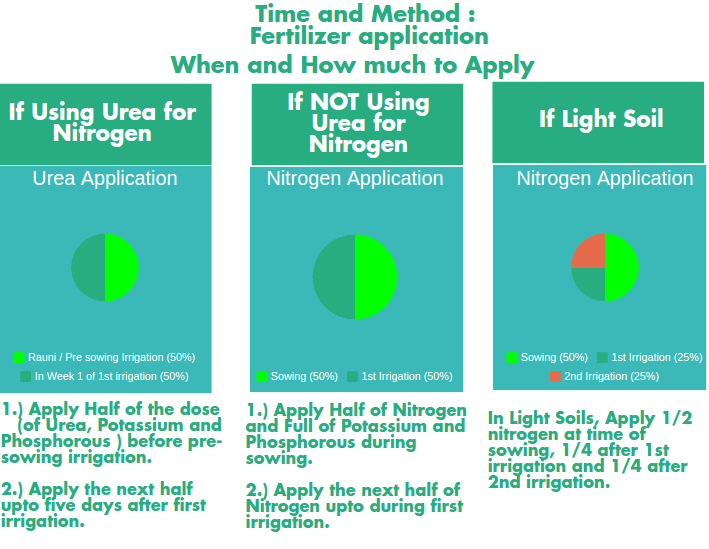 Time and Method :
Fertilizer application
When and How much to Apply
If Using Urea for
Nitrogen
Urea Application
Rauni / Pre sowing Irrigation (50%)
In Week 1 of 1st irrigation (50%)
1.) Apply Half of the dose
(of Urea, Potassium and
Phosphorous ) before pre-
sowing irrigation.
2.) Apply the next half
upto five days after first
irrigation.
If NOT Using
Urea for
Nitrogen
Nitrogen Application
Sowing (50%) 1st Irrigation (50%)
1.) Apply Half of Nitrogen
and Full of Potassium and
Phosphorous during
sowing.
2.) Apply the next half of
Nitrogen upto during first
irrigation.
If Light Soil
Nitrogen Application
Sowing (50%) 1st Irrigation (25%)
2nd Irrigation (25%)
In Light Soils, Apply 1/2
nitrogen at time of
sowing, 1/4 after 1st
irrigation and 1/4 after
2nd irrigation.